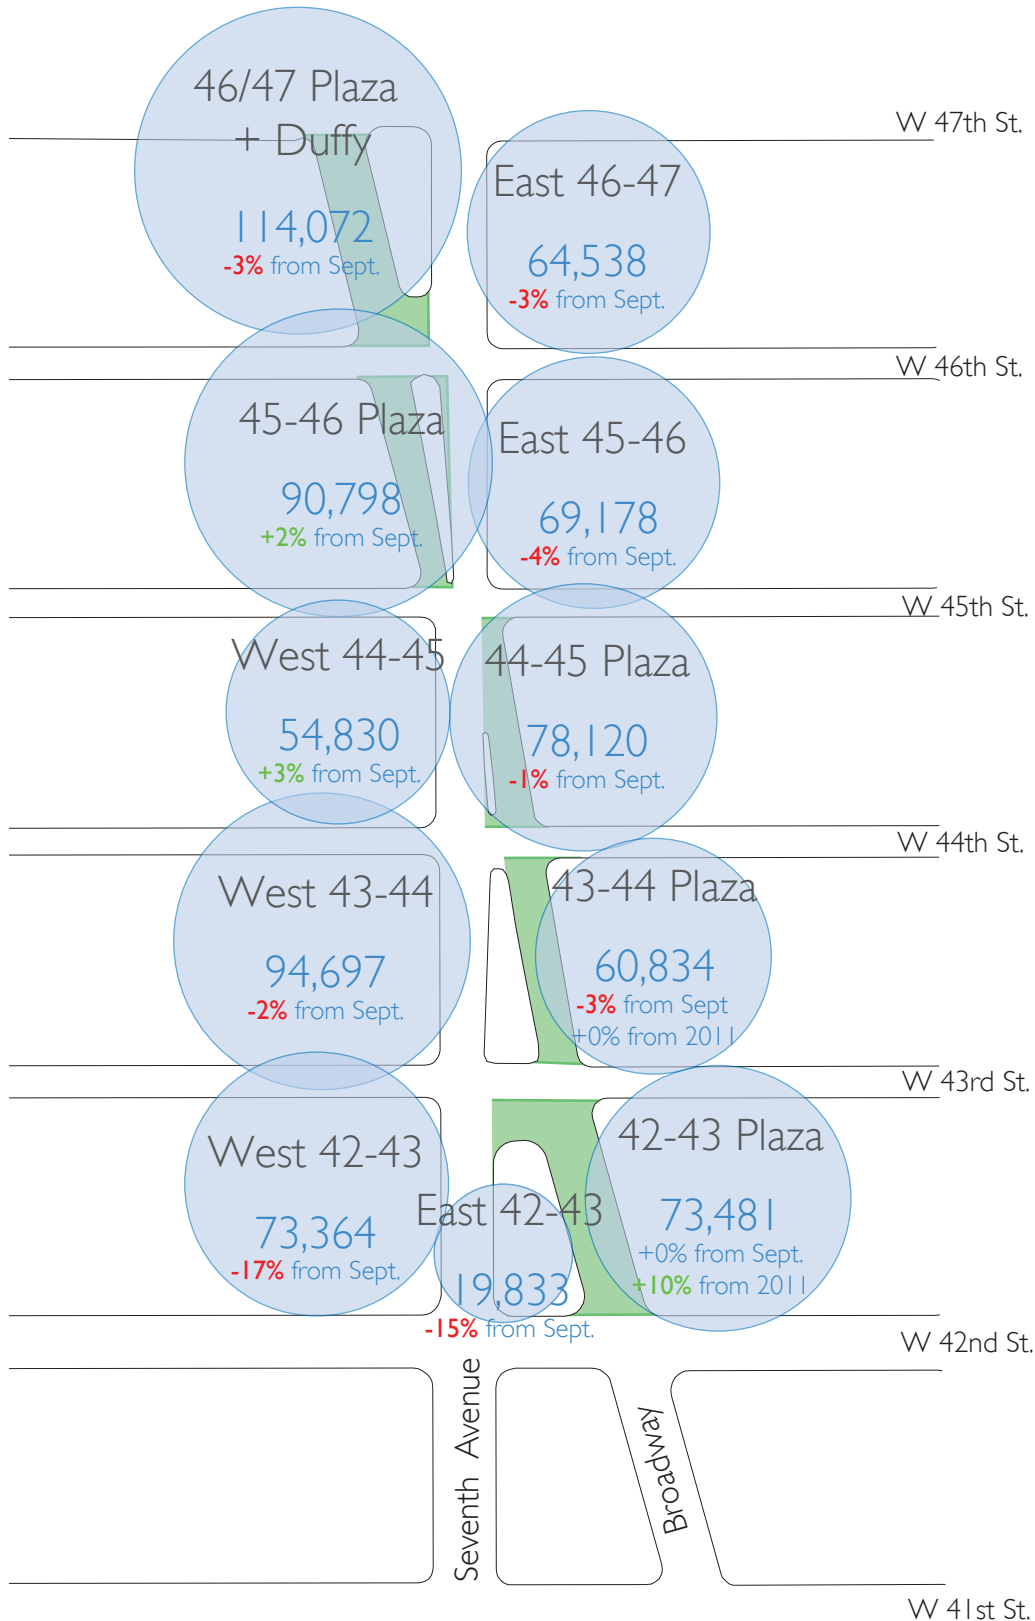 46/47 Plaza
+ Duffy
114,072
-3% from Sept.
W 47th St.
East 46-47
64,538
-3% from Sept.
W 46th St.
45-46 Plaza
90,798
+2% from Sept.
East 45-46
69,178
-4% from Sept.
W 45th St.
West 44-45
54,830
+3% from Sept.
44-45 Plaza
78,120
-1% from Sept.
W 44th St.
West 43-44
94,697
-2% from Sept.
43-44 Plaza
60,834
-3% from Sept
+0% from 2011
W 43rd St.
West 42-43
73,364
-17% from Sept.
East 42-43
19,833
-15% from Sept.
42-43 Plaza
73,481
+0% from Sept.
+10% from 2011
W 42nd St.
Seventh Avenue
Broadway
W 41st St.